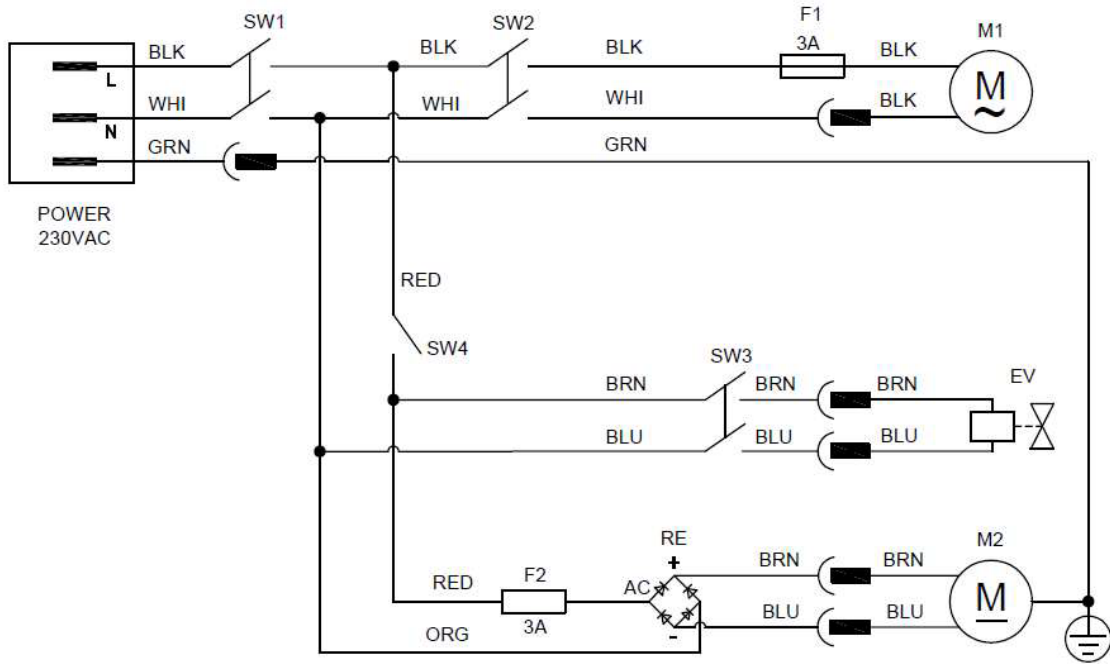 SW1
SW2
F1
M1
BLK
BLK
BLK
3A
BLK
L
M
~
WHI
WHI
WHI
BLK
N
GRN
GRN
POWER
230VAC
RED
SW4
SW3
BRN
BRN
BRN
EV
BLU
BLU
BLU
RE
M2
+
BRN
BRN
RED
F2
AC
M
3A
-
BLU
BLU
ORG